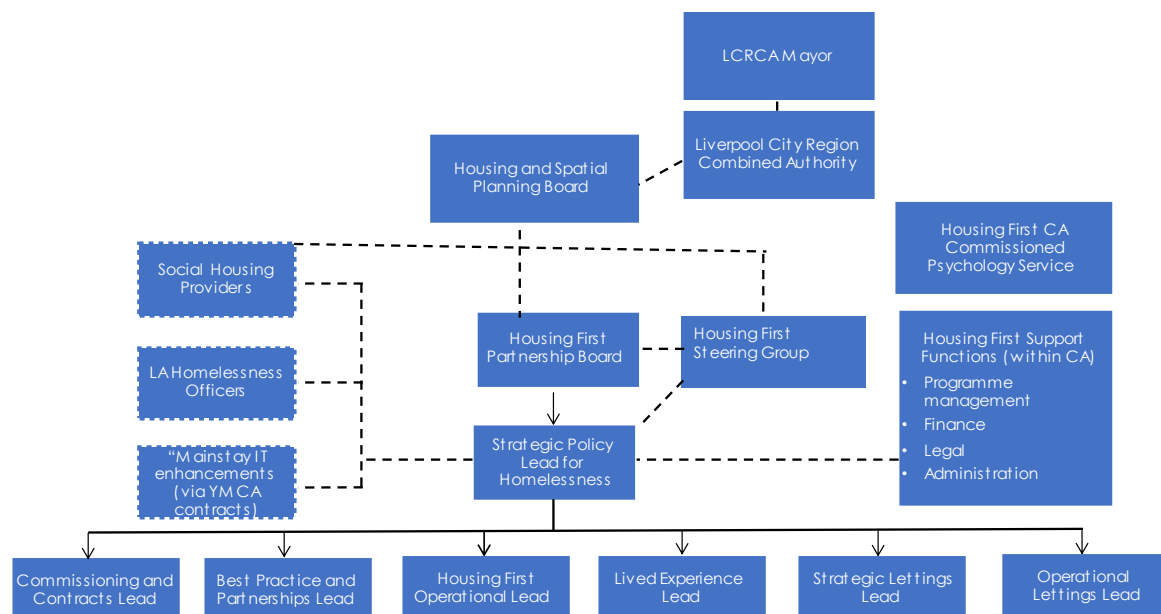 LCRCA Mayor
Liverpool City Region
Combined Authority
Housing and Spatial
Planning Board
Housing First CA
Commissioned
Psychology Service
Social Housing
Providers
Housing First
Partnership Board
Housing First
Steering Group
Housing First Support
Functions (within CA)
• Programme
management
• Finance
• Legal
• Administration
LA Homelessness
Officers
Strategic Policy
Lead for
Homelessness
“Mainstay IT
enhancements
(via YMCA
contracts)
Commissioning and
Contracts Lead
Best Practice and
Partnerships Lead
Housing First
Operational Lead
Lived Experience
Lead
Strategic Lettings
Lead
Operational
Lettings Lead